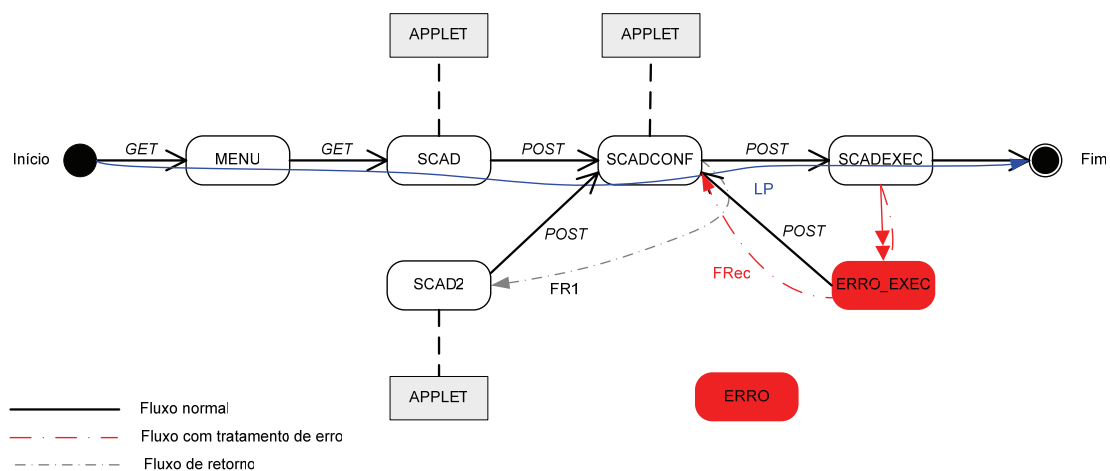 APPLET
APPLET
GET
GET
POST
POST
Início
MENU
SCAD
SCADCONF
SCADEXEC
Fim
LP
POST
POST
SCAD2
FR1
FRec
ERRO_EXEC
APPLET
ERRO
Fluxo normal
Fluxo com tratamento de erro
Fluxo de retorno